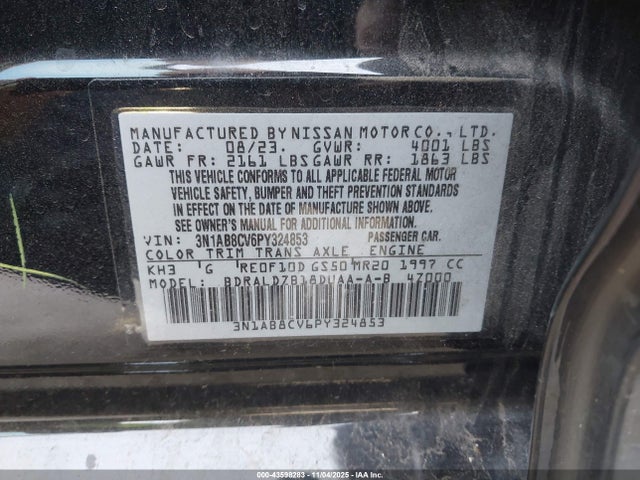 MANUFACTURED BY NISSAN MOTOR CO., LTD.
DATE: 08/23. GVWR: 4001 LBS
GAWR FR: 2161 LBS GAWR RR: 1863 LBS
THIS VEHICLE CONFORMS TO ALL APPLICABLE FEDERAL MOTOR
VEHICLE SAFETY, BUMPER AND THEFT PREVENTION STANDARDS
IN EFFECT ON THE DATE OF MANUFACTURE SHOWN ABOVE.
SEE OWNER'S MANUAL FOR ADDITIONAL INFORMATION.
VIN: 3N1AB8CV6PY324853 PASSENGER CAR.
COLOR TRIM TRANS AXLE ENGINE
KH3 G RE0F10D GS50 MR20 1997 CC
MODEL: BDRALDZB18DUAA-A-B 47000
3N1AB8CV6PY324853
000-43598283 - 11/04/2025 - IAA, Inc.